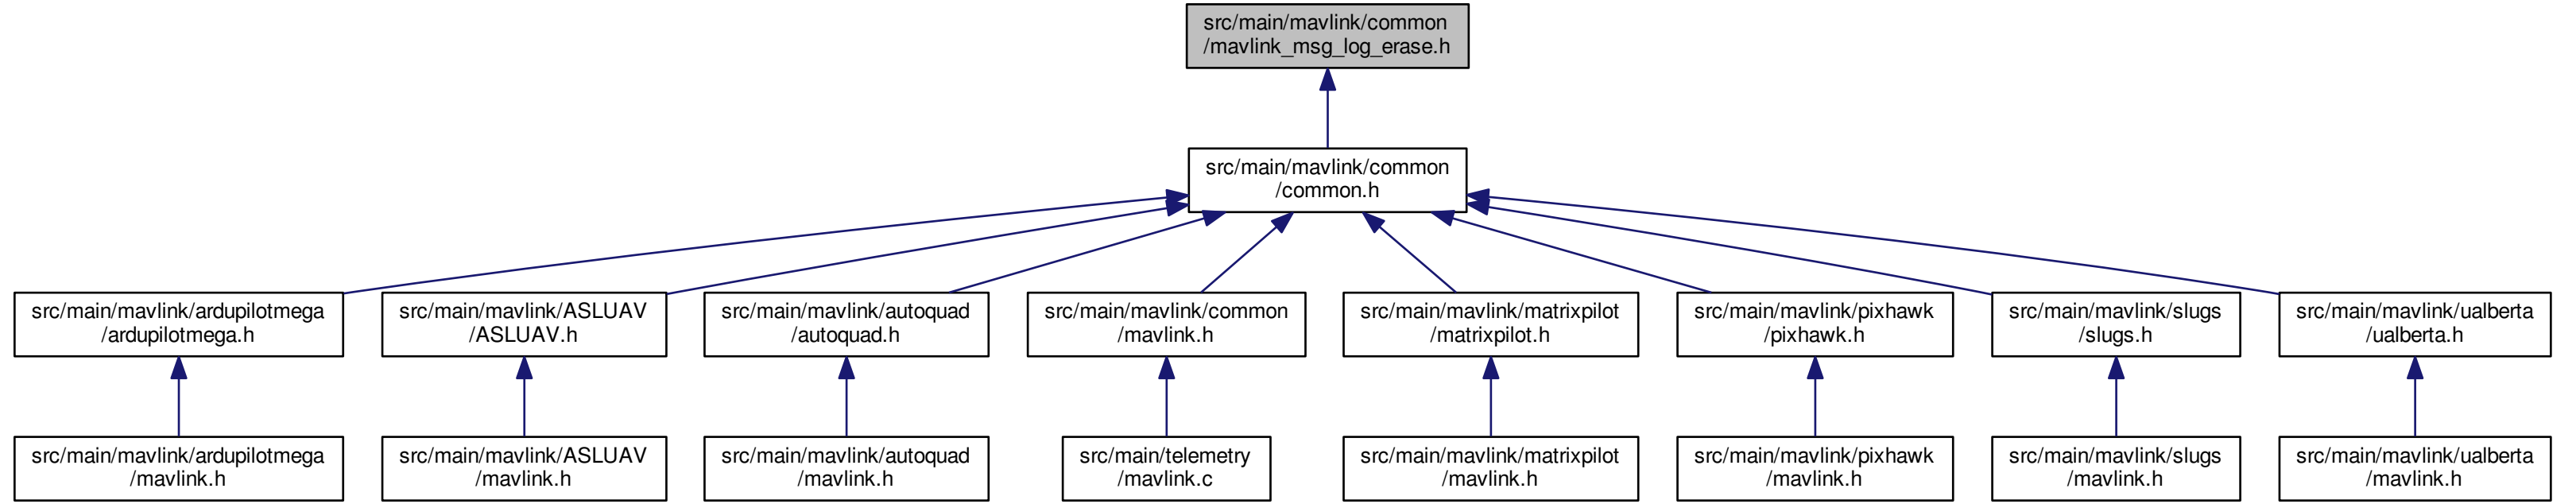 src/main/mavlink/common
/mavlink_msg_log_erase.h
src/main/mavlink/common
/common.h
src/main/mavlink/ardupilotmega
/ardupilotmega.h
src/main/mavlink/ASLUAV
/ASLUAV.h
src/main/mavlink/autoquad
/autoquad.h
src/main/mavlink/common
/mavlink.h
src/main/mavlink/matrixpilot
/matrixpilot.h
src/main/mavlink/pixhawk
/pixhawk.h
src/main/mavlink/slugs
/slugs.h
src/main/mavlink/ualberta
/ualberta.h
src/main/mavlink/ardupilotmega
/mavlink.h
src/main/mavlink/ASLUAV
/mavlink.h
src/main/mavlink/autoquad
/mavlink.h
src/main/telemetry
/mavlink.c
src/main/mavlink/matrixpilot
/mavlink.h
src/main/mavlink/pixhawk
/mavlink.h
src/main/mavlink/slugs
/mavlink.h
src/main/mavlink/ualberta
/mavlink.h